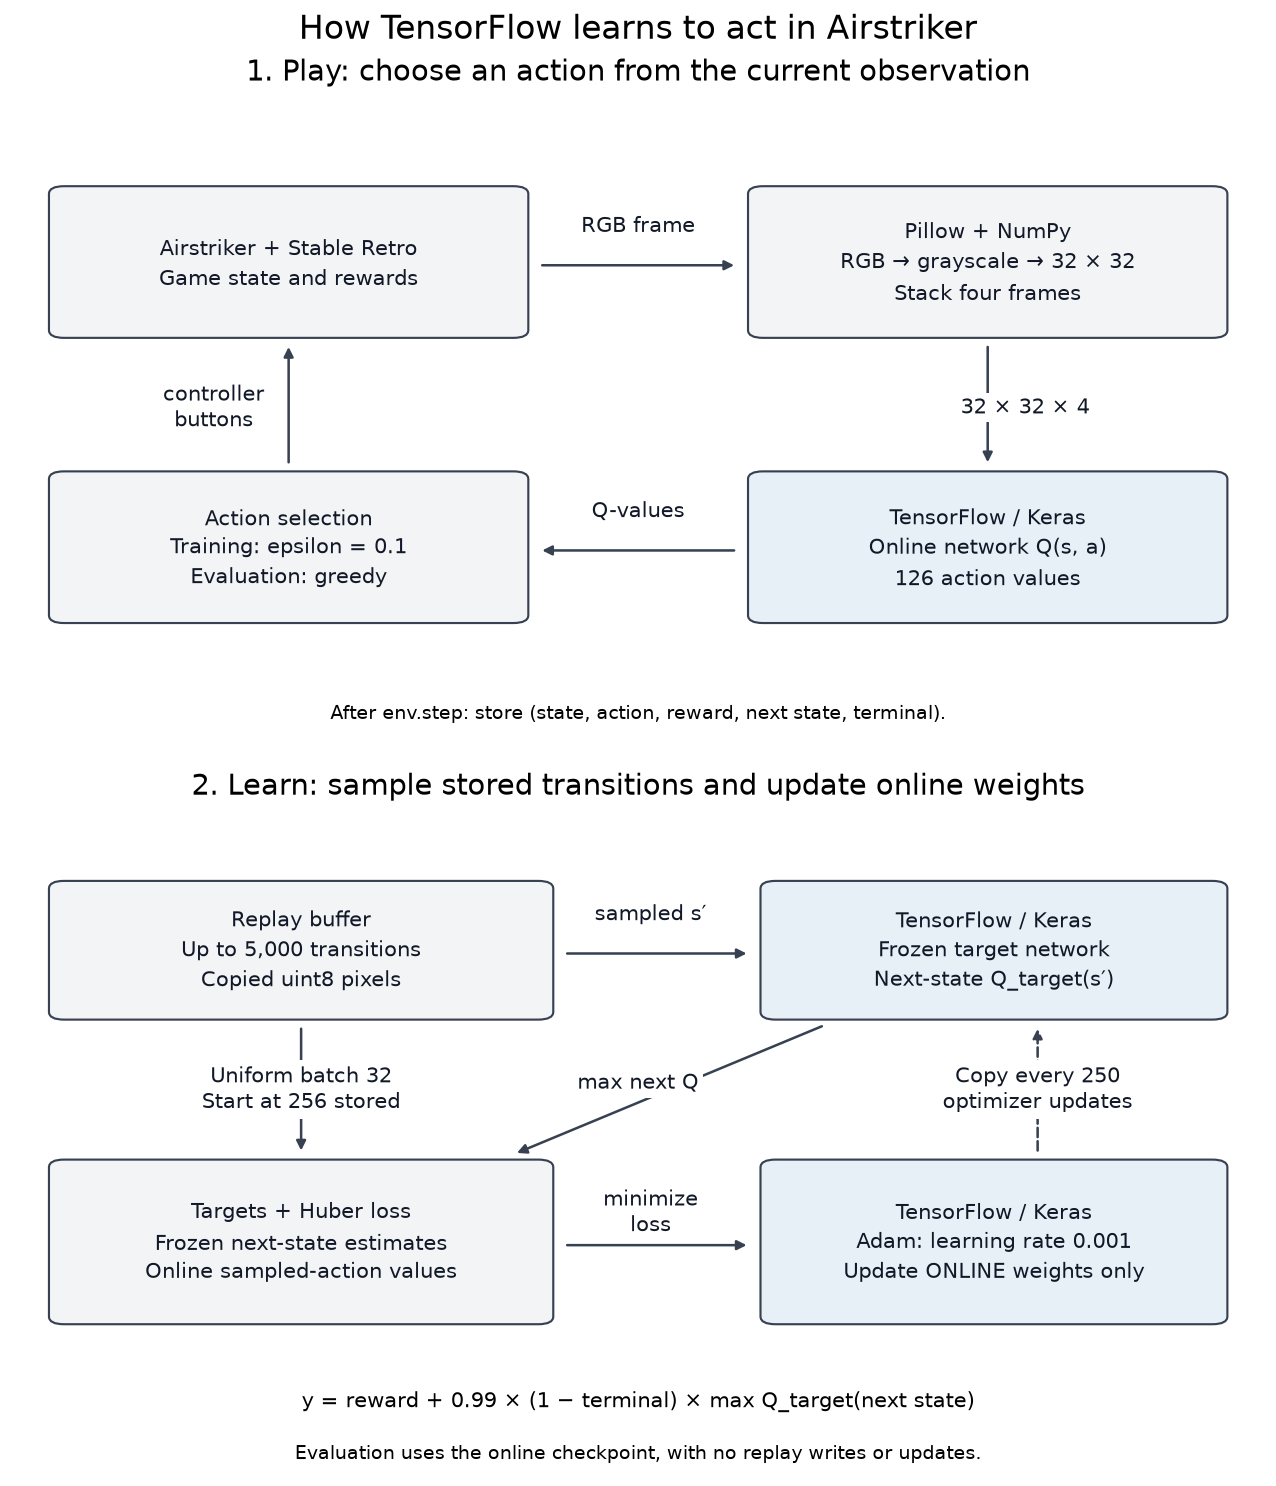 How TensorFlow learns to act in Airstriker
1. Play: choose an action from the current observation
Airstriker + Stable Retro
Game state and rewards
RGB frame
Pillow + NumPy
RGB → grayscale → 32 × 32
Stack four frames
controller
buttons
32 × 32 × 4
Action selection
Training: epsilon = 0.1
Evaluation: greedy
Q-values
TensorFlow / Keras
Online network Q(s, a)
126 action values
After env.step: store (state, action, reward, next state, terminal).
2. Learn: sample stored transitions and update online weights
Replay buffer
Up to 5,000 transitions
Copied uint8 pixels
sampled s′
TensorFlow / Keras
Frozen target network
Next-state Q_target(s′)
Uniform batch 32
Start at 256 stored
max next Q
Copy every 250
optimizer updates
Targets + Huber loss
Frozen next-state estimates
Online sampled-action values
minimize
loss
TensorFlow / Keras
Adam: learning rate 0.001
Update ONLINE weights only
y = reward + 0.99 × (1 − terminal) × max Q_target(next state)
Evaluation uses the online checkpoint, with no replay writes or updates.